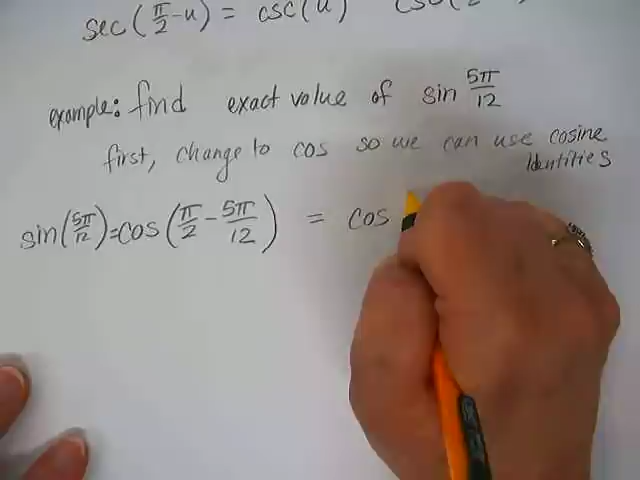 sec(π/2-u) = csc(u)
example: find exact value of sin 5π/12
first, change to cos so we can use cosine
Identities
sin(5π/12)=cos(π/2-5π/12) = cos